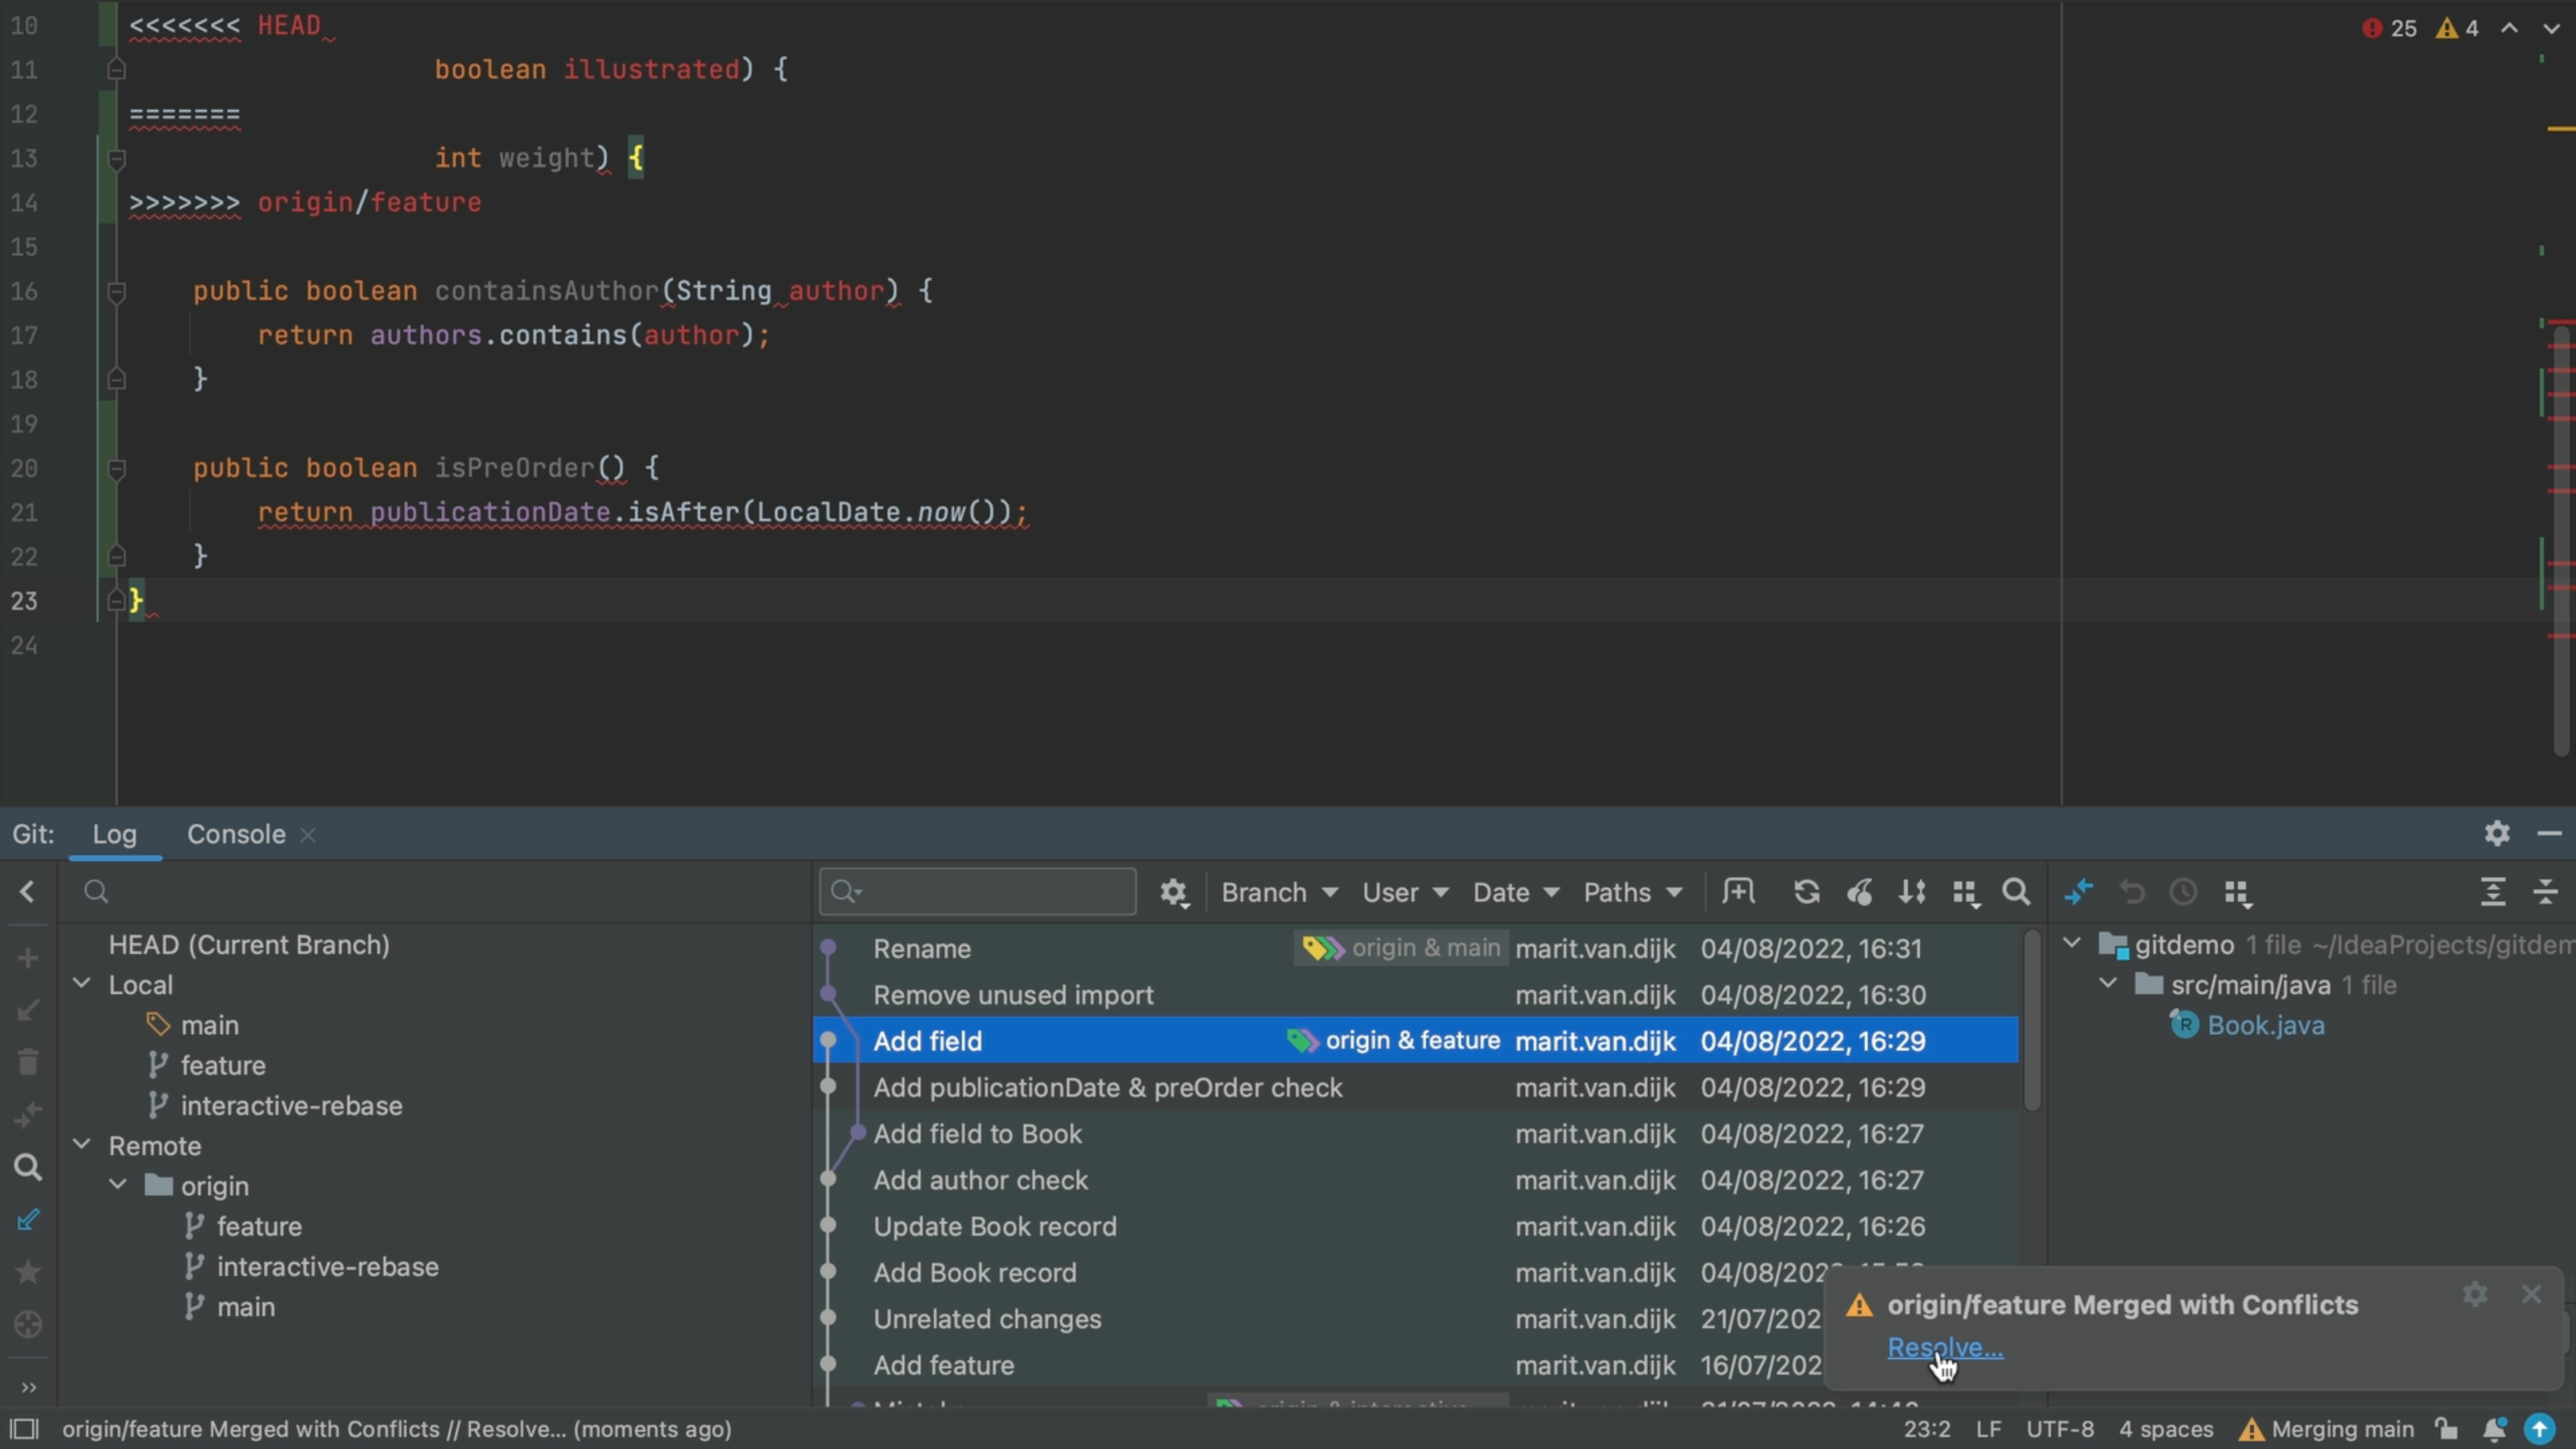 10 <<<<<<< HEAD
11 boolean illustrated) {
12 =======
13 int weight) {
14 >>>>>>> origin/feature
15
16 public boolean containsAuthor(String author) {
17 return authors.contains(author);
18 }
19
20 public boolean isPreOrder() {
21 return publicationDate.isAfter(LocalDate.now());
22 }
23 }
24
25 4
Git: Log Console
Branch User Date Paths
HEAD (Current Branch)
Local
main
feature
interactive-rebase
Remote
origin
feature
interactive-rebase
main
Rename origin & main marit.van.dijk 04/08/2022, 16:31
Remove unused import marit.van.dijk 04/08/2022, 16:30
Add field origin & feature marit.van.dijk 04/08/2022, 16:29
Add publicationDate & preOrder check marit.van.dijk 04/08/2022, 16:29
Add field to Book marit.van.dijk 04/08/2022, 16:27
Add author check marit.van.dijk 04/08/2022, 16:27
Update Book record marit.van.dijk 04/08/2022, 16:26
Add Book record marit.van.dijk 04/08/202
Unrelated changes marit.van.dijk 21/07/202
Add feature marit.van.dijk 16/07/202
gitdemo 1 file ~/IdeaProjects/gitdem
src/main/java 1 file
Book.java
origin/feature Merged with Conflicts
Resolve...
origin/feature Merged with Conflicts // Resolve... (moments ago)
23:2 LF UTF-8 4 spaces Merging main